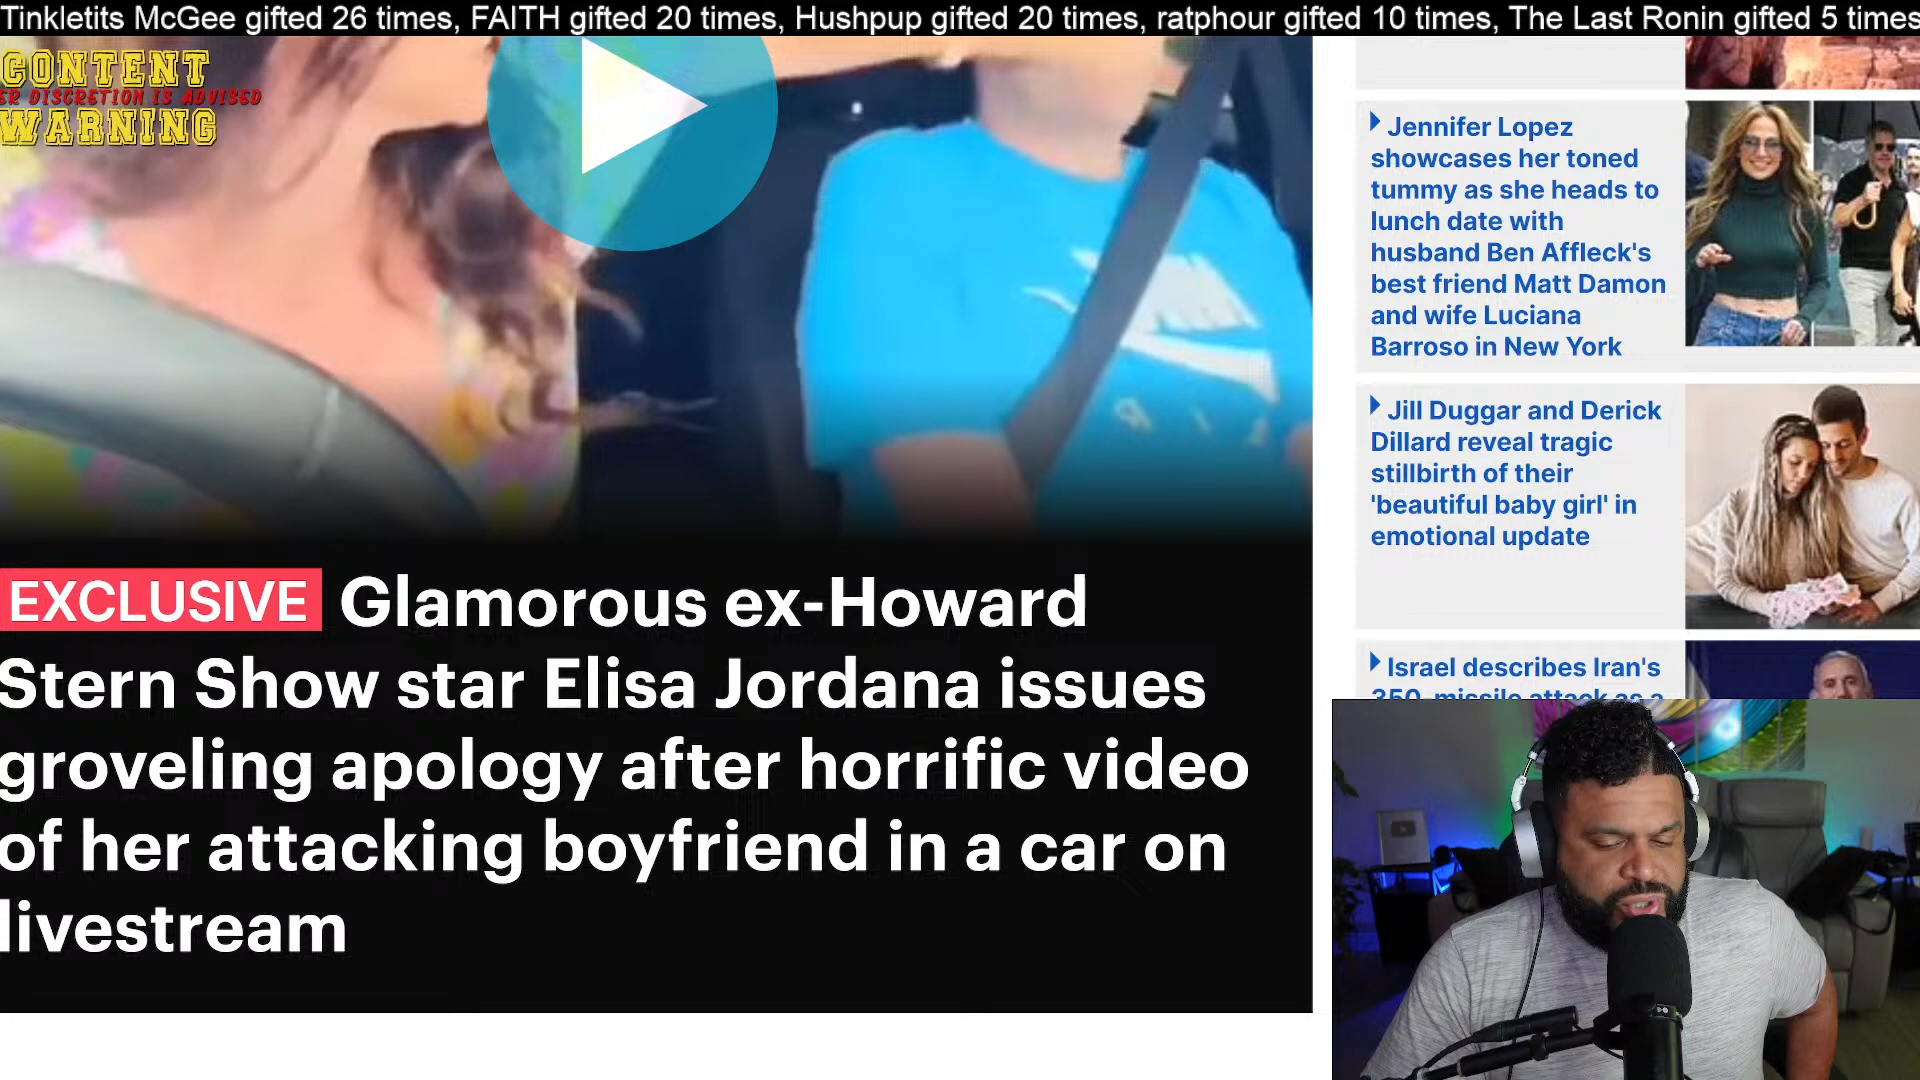 Tinkletits McGee gifted 26 times, FAITH gifted 20 times, Hushpup gifted 20 times, ratphour gifted 10 times, The Last Ronin gifted 5 times
CONTENT
ER DISCRETION IS ADVISED
WARNING
EXCLUSIVE Glamorous ex-Howard
Stern Show star Elisa Jordana issues
groveling apology after horrific video
of her attacking boyfriend in a car on
livestream
Jennifer Lopez
showcases her toned
tummy as she heads to
lunch date with
husband Ben Affleck's
best friend Matt Damon
and wife Luciana
Barroso in New York
Jill Duggar and Derick
Dillard reveal tragic
stillbirth of their
'beautiful baby girl' in
emotional update
Israel describes Iran's
350-missile attack as a